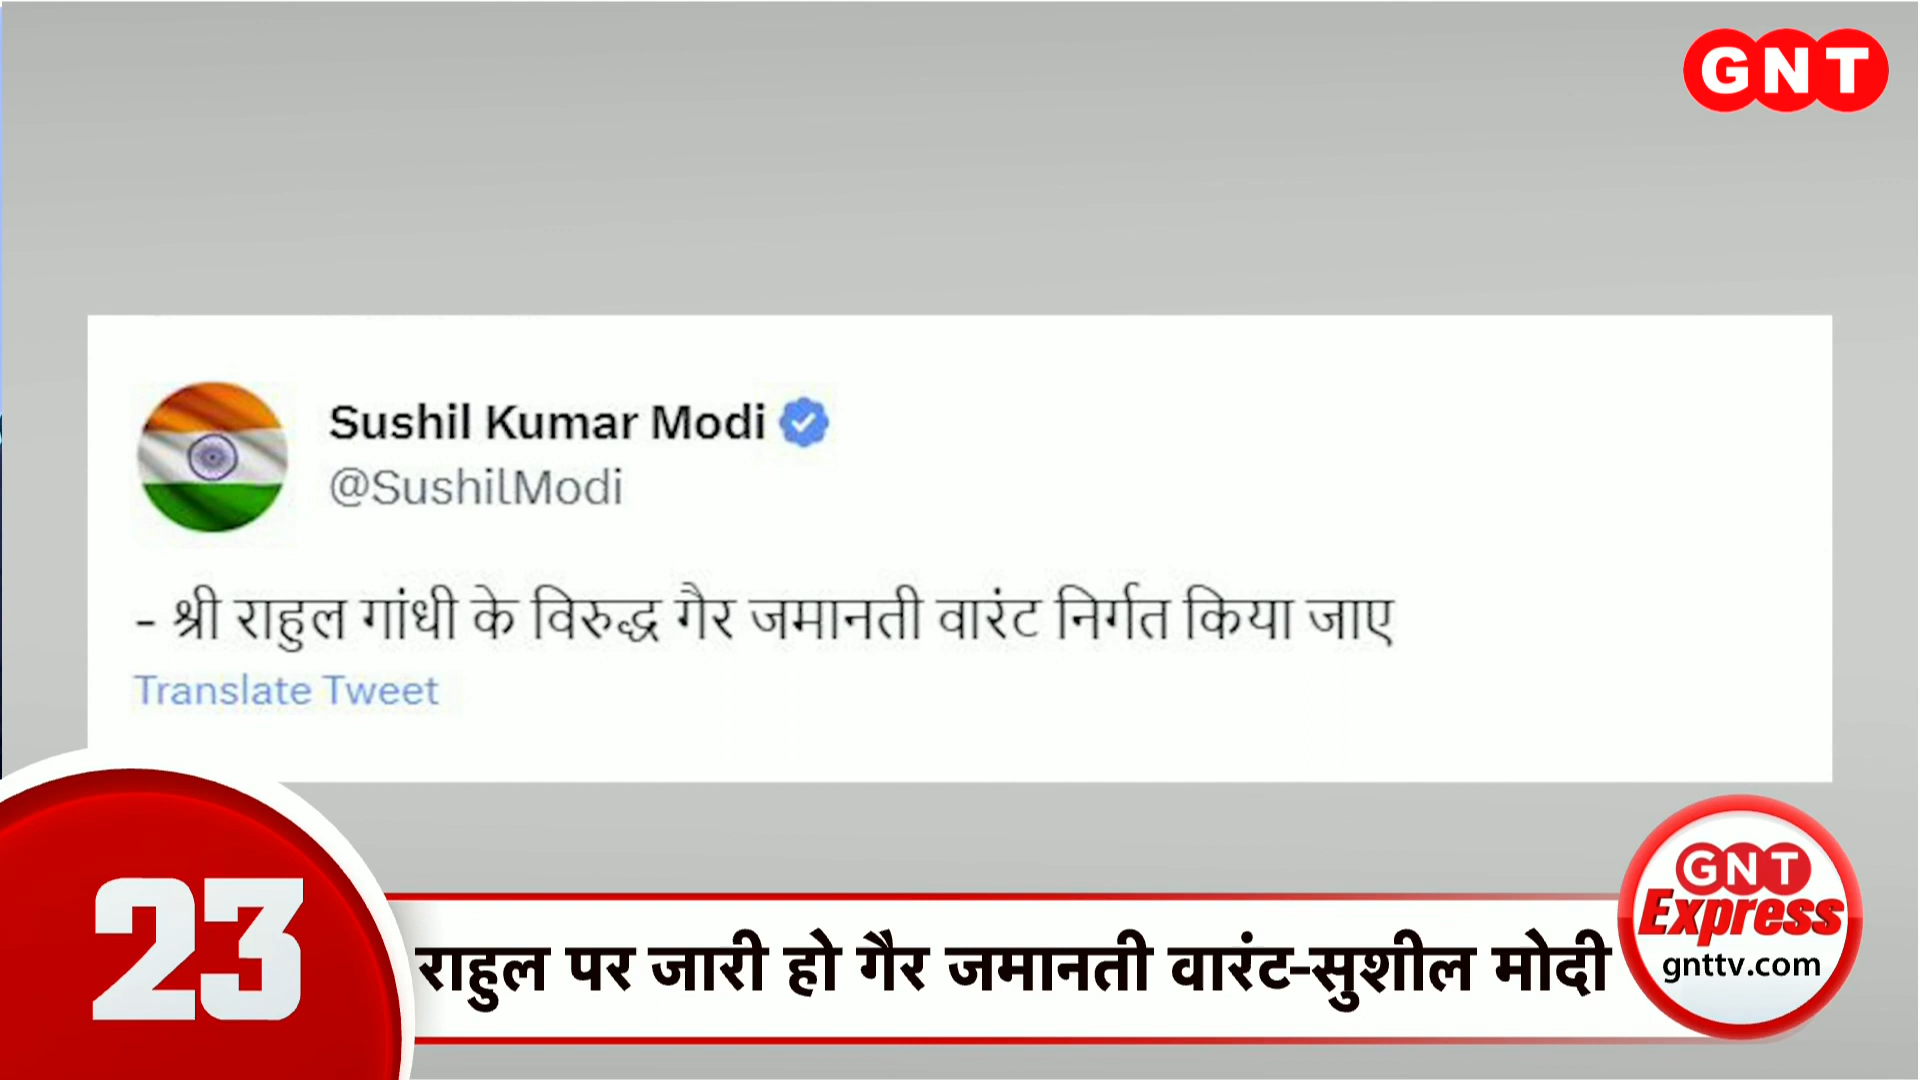 GNT
Sushil Kumar Modi
@SushilModi
- श्री राहुल गांधी के विरुद्ध गैर जमानती वारंट निर्गत किया जाए
Translate Tweet
23
राहुल पर जारी हो गैर जमानती वारंट-सुशील मोदी
GNT
Express
gnttv.com